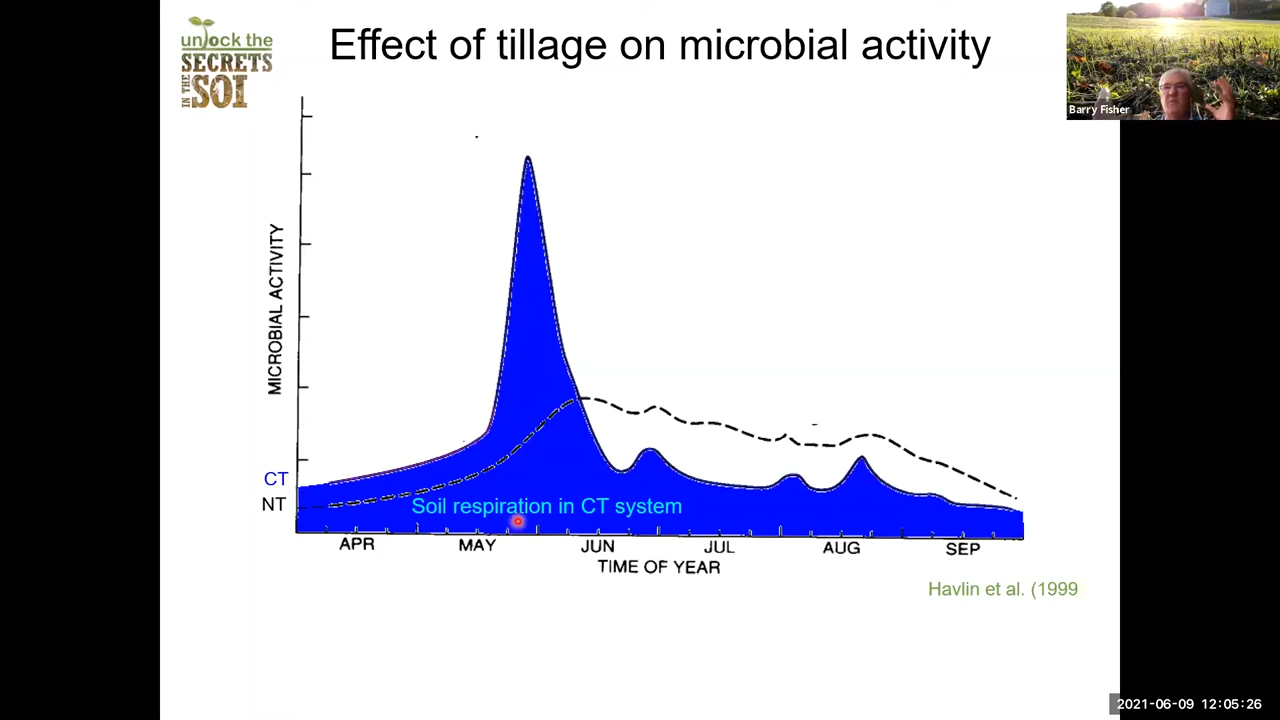 unlock the
SECRETS
IN THE
SOI
Effect of tillage on microbial activity
Barry Fisher
MICROBIAL ACTIVITY
CT
NT
Soil respiration in CT system
APR MAY JUN JUL AUG SEP
TIME OF YEAR
Havlin et al. (1999
2021-06-09 12:05:26